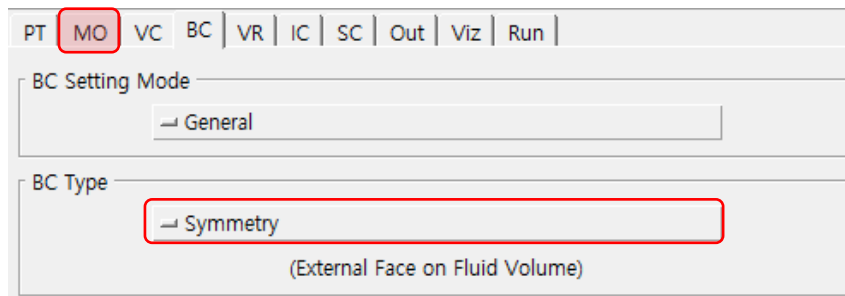 PT MO VC BC VR IC SC Out Viz Run
BC Setting Mode
General
BC Type
Symmetry
(External Face on Fluid Volume)